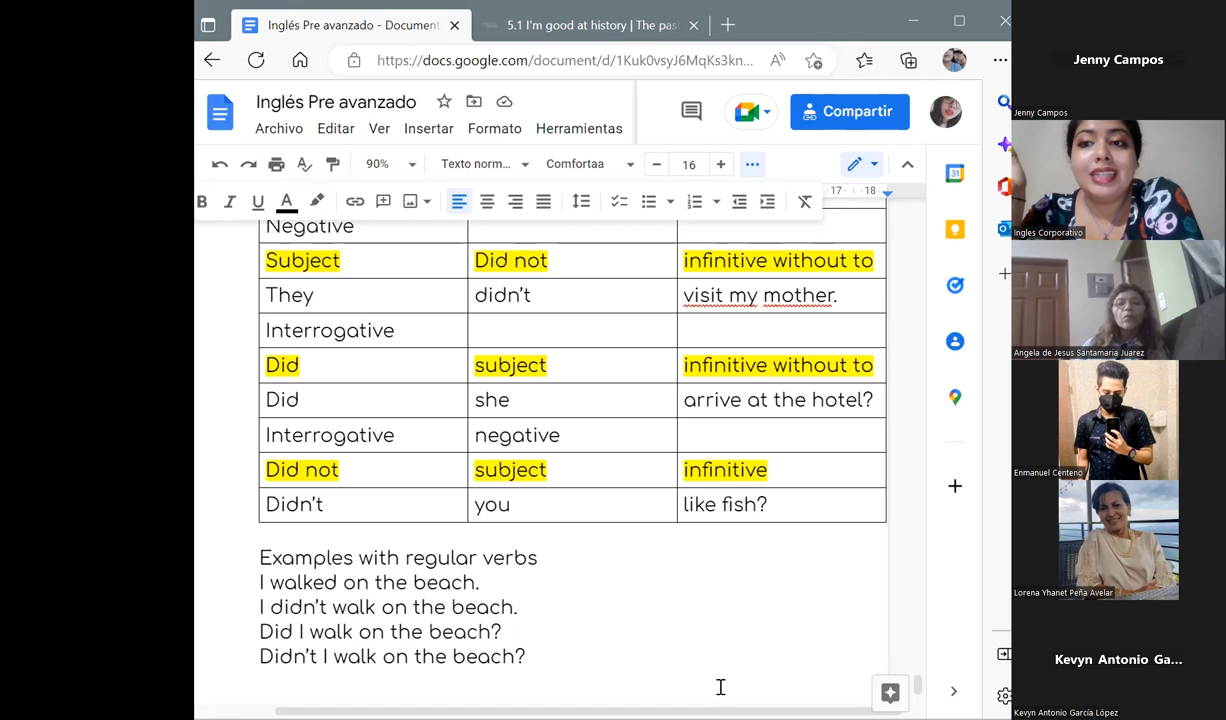 Inglés Pre avanzado - Document
5.1 I'm good at history | The pas
https://docs.google.com/document/d/1Kuk0vsyJ6MqKs3kn...
Inglés Pre avanzado
Compartir
Archivo Editar Ver Insertar Formato Herramientas
90% Texto norm... Comfortaa 16
B I U A
17 18
31
Negative
Subject Did not infinitive without to
They didn't visit my mother.
Interrogative
Did subject infinitive without to
Did she arrive at the hotel?
Interrogative negative
Did not subject infinitive
Didn't you like fish?
Examples with regular verbs
I walked on the beach.
I didn't walk on the beach.
Did I walk on the beach?
Didn't I walk on the beach?
Jenny Campos
Jenny Campos
Ingles Corporativo
Angela de Jesus Santamaria Juarez
Enmanuel Centeno
Lorena Yhanet Peña Avelar
Kevyn Antonio Ga...
Kevyn Antonio García López